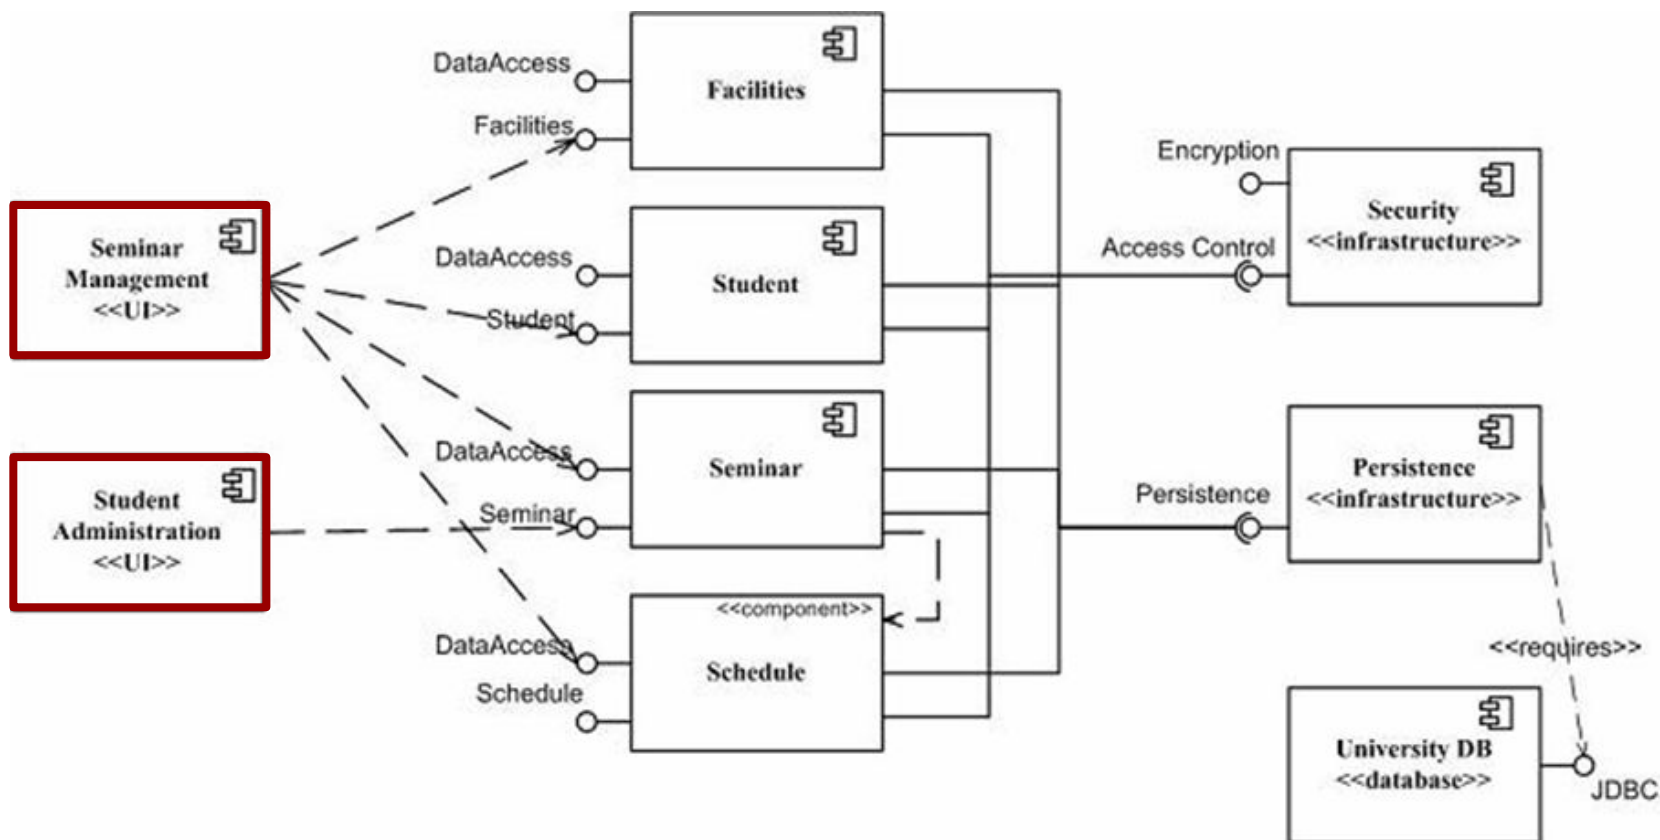 DataAccess
Facilities
Facilities
Seminar
Management
<<UI>>
DataAccess
Student
Student
Student
Administration
<<UI>>
DataAccess
Seminar
Seminar
DataAccess
Schedule
<<component>>
Schedule
Encryption
Access Control
Security
<<infrastructure>>
Persistence
Persistence
<<infrastructure>>
<<requires>>
University DB
<<database>>
JDBC